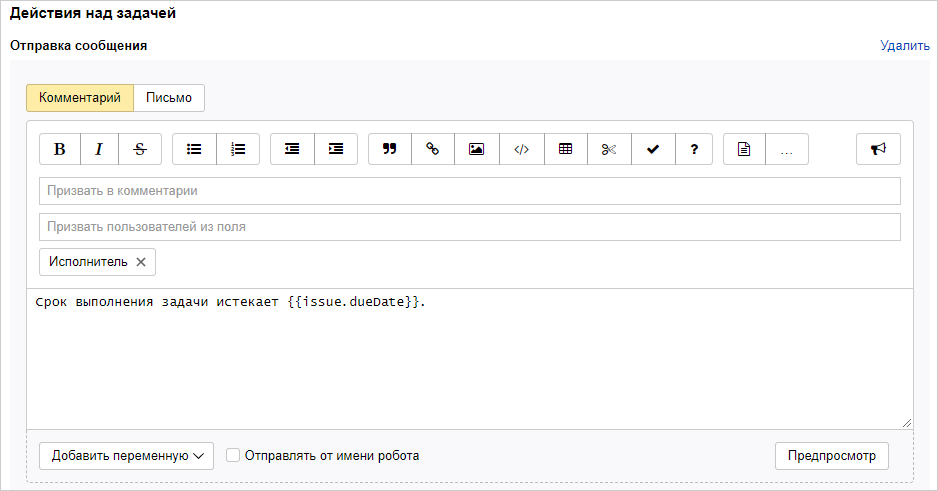 Действия над задачей
Отправка сообщения Удалить
Комментарий Письмо
B I S </> ? ...
Призвать в комментарии
Призвать пользователей из поля
Исполнитель
Срок выполнения задачи истекает {{issue.dueDate}}.
Добавить переменную Отправлять от имени робота Предпросмотр